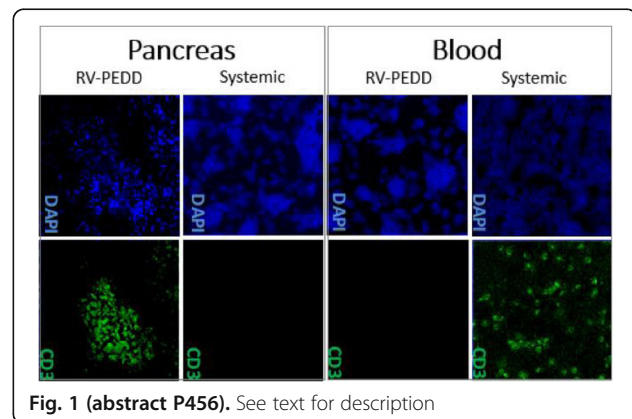 Pancreas Blood
RV-PEDD Systemic RV-PEDD Systemic
DAPI DAPI DAPI DAPI
CD3 CD3 CD3 CD3
Fig. 1 (abstract P456). See text for description